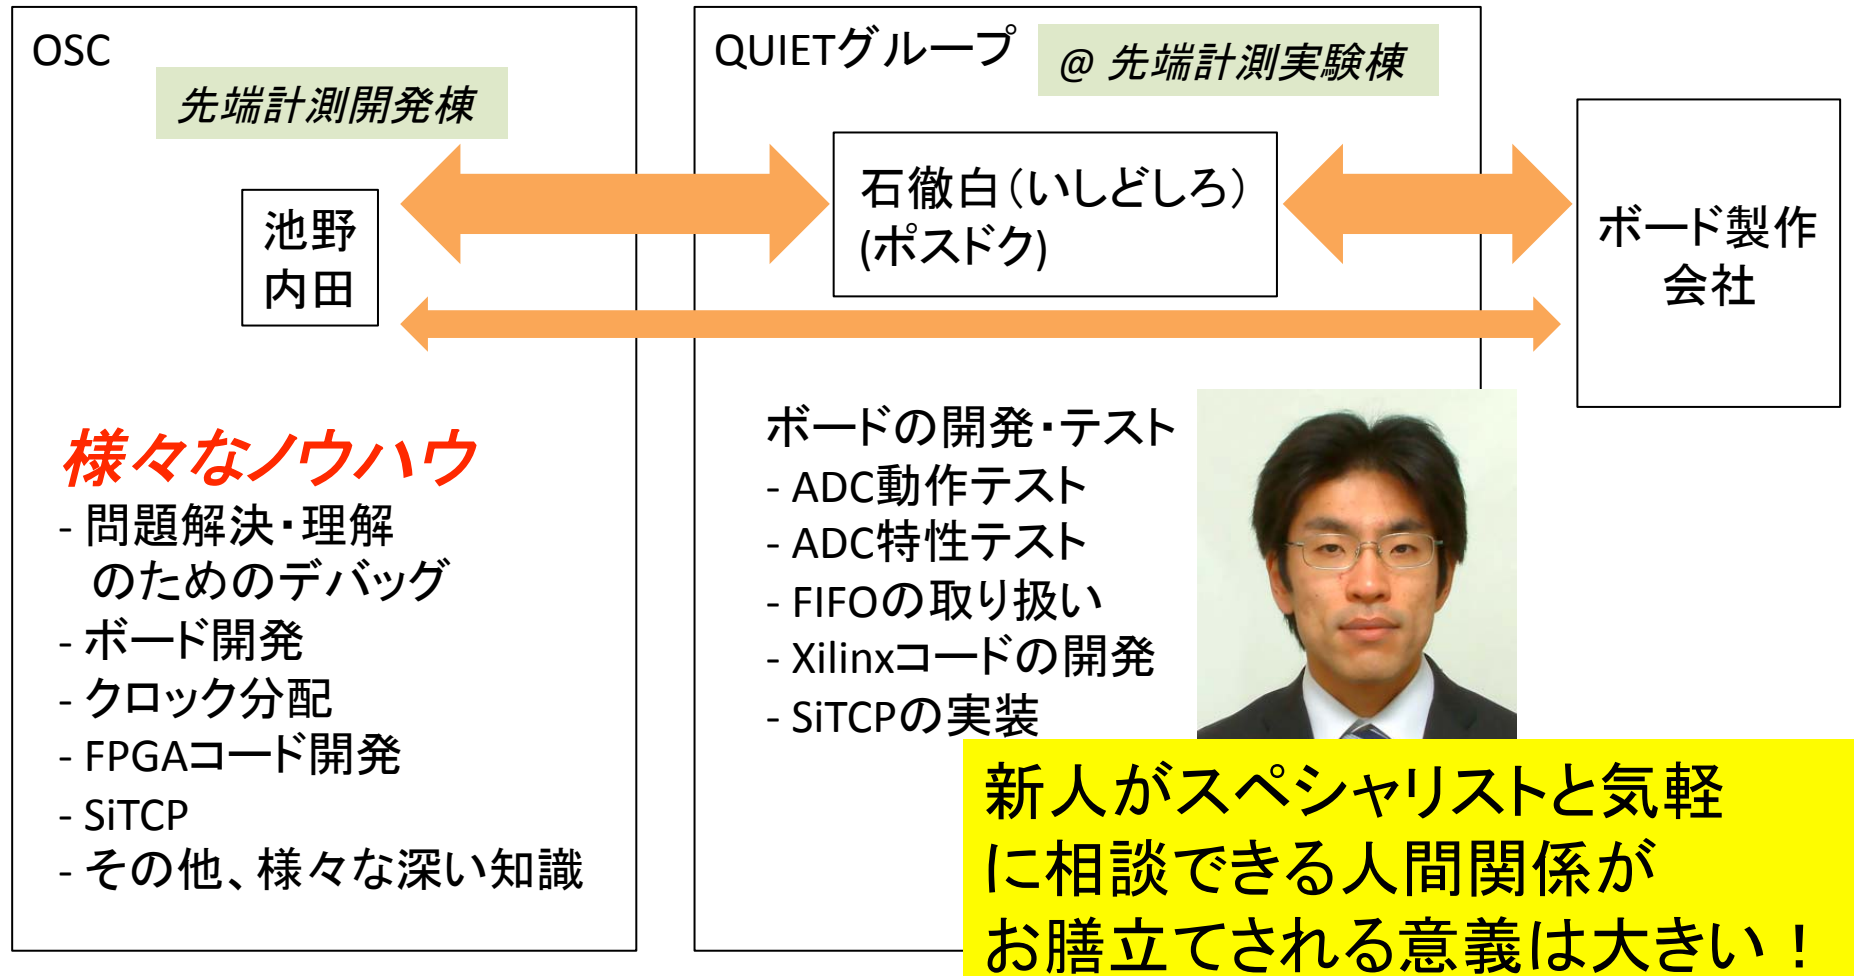 OSC
先端計測開発棟
池野
内田
様々なノウハウ
- 問題解決・理解
のためのデバッグ
- ボード開発
- クロック分配
- FPGAコード開発
- SiTCP
- その他、様々な深い知識
QUIETグループ
@ 先端計測実験棟
石徹白（いしどしろ）
(ポスドク)
ボードの開発・テスト
- ADC動作テスト
- ADC特性テスト
- FIFOの取り扱い
- Xilinxコードの開発
- SiTCPの実装
ボード製作
会社
新人がスペシャリストと気軽
に相談できる人間関係が
お膳立てされる意義は大きい！